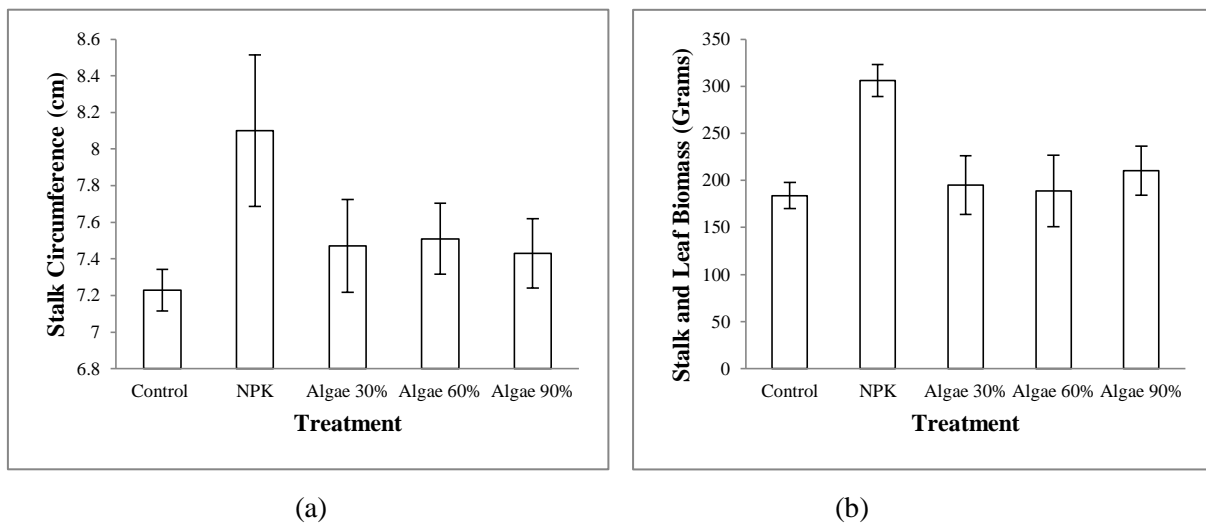 Stalk Circumference (cm)
8.6
8.4
8.2
8
7.8
7.6
7.4
7.2
7
6.8
Control NPK Algae 30% Algae 60% Algae 90%
Treatment
(a)
Stalk and Leaf Biomass (Grams)
350
300
250
200
150
100
50
0
Control NPK Algae 30% Algae 60% Algae 90%
Treatment
(b)